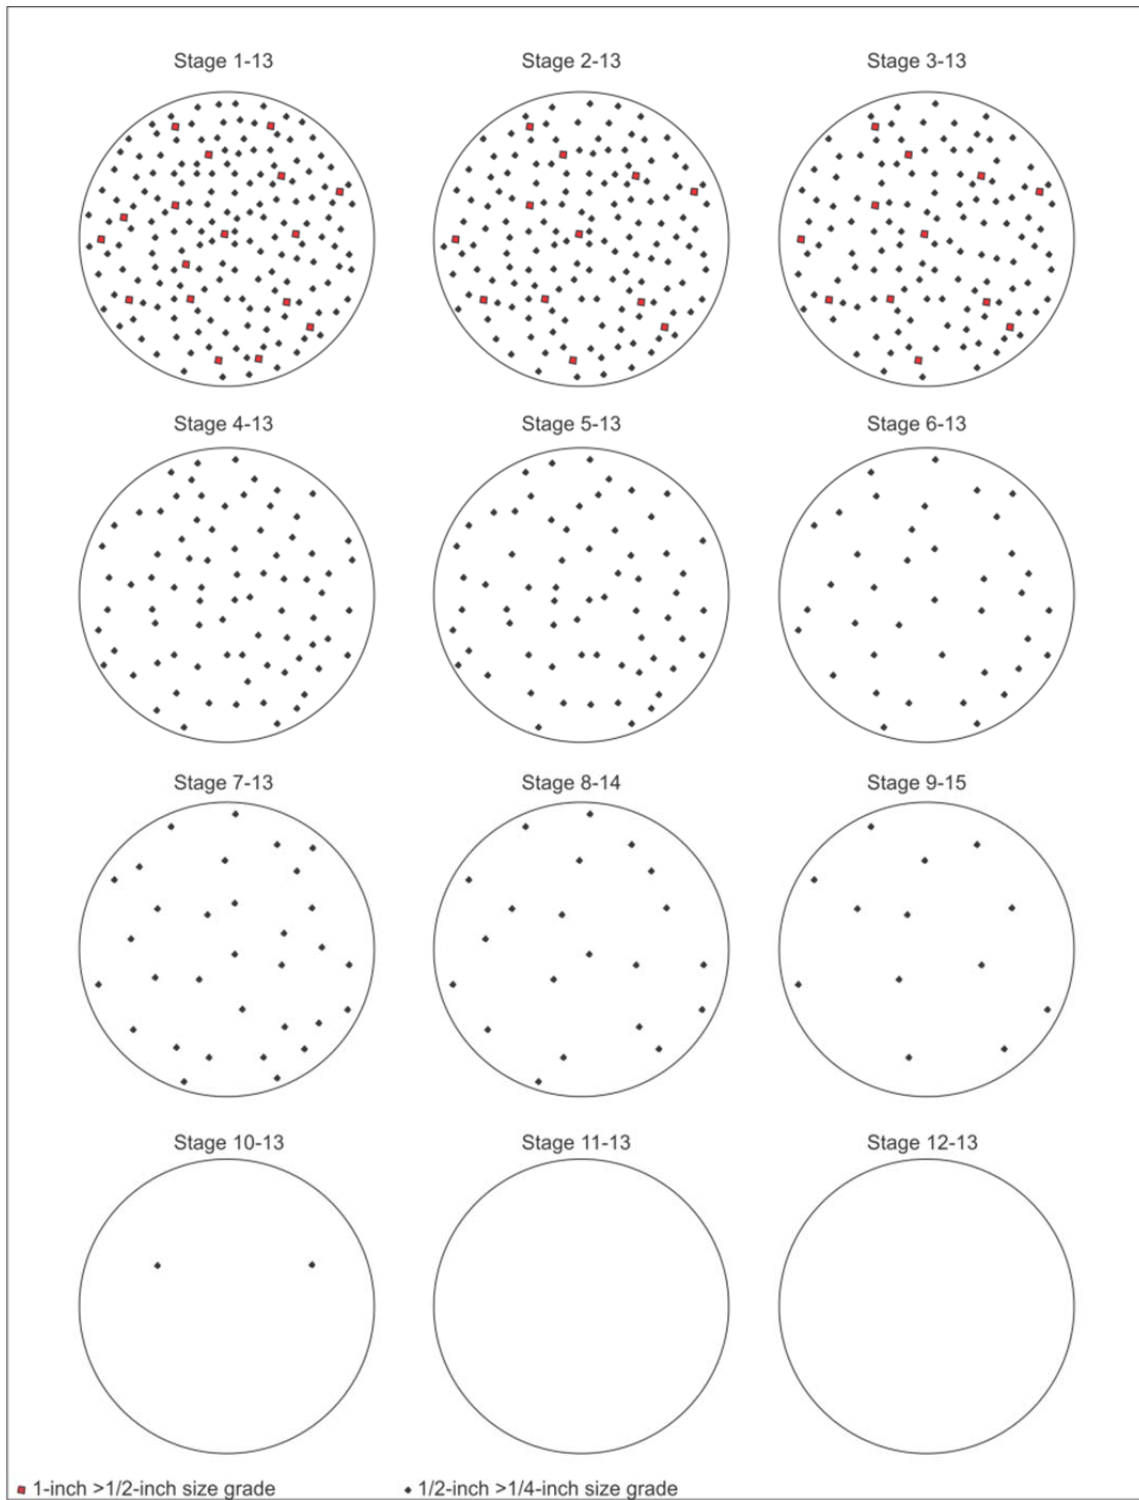 Stage 1-13
Stage 2-13
Stage 3-13
Stage 4-13
Stage 5-13
Stage 6-13
Stage 7-13
Stage 8-14
Stage 9-15
Stage 10-13
Stage 11-13
Stage 12-13
1-inch >1/2-inch size grade
1/2-inch >1/4-inch size grade